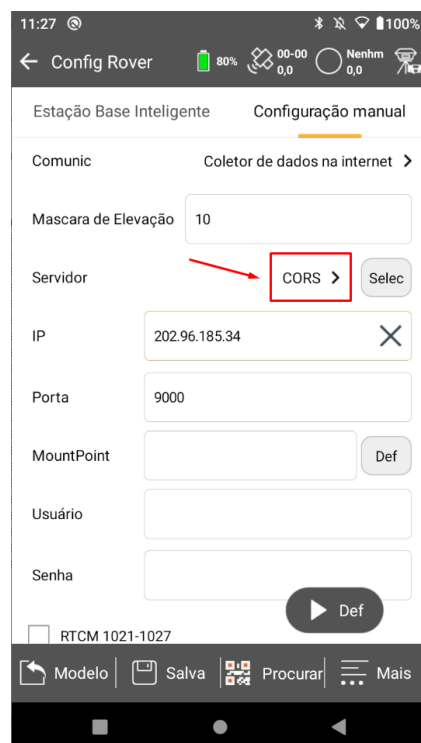 11:27 100%
Config Rover 80% 00-00 0,0 Nenhm 0,0
Estação Base Inteligente Configuração manual
Comunic Coletor de dados na internet
Mascara de Elevação 10
Servidor CORS Selec
IP 202.96.185.34
Porta 9000
MountPoint Def
Usuário
Senha
Def
RTCM 1021-1027
Modelo Salva Procurar Mais